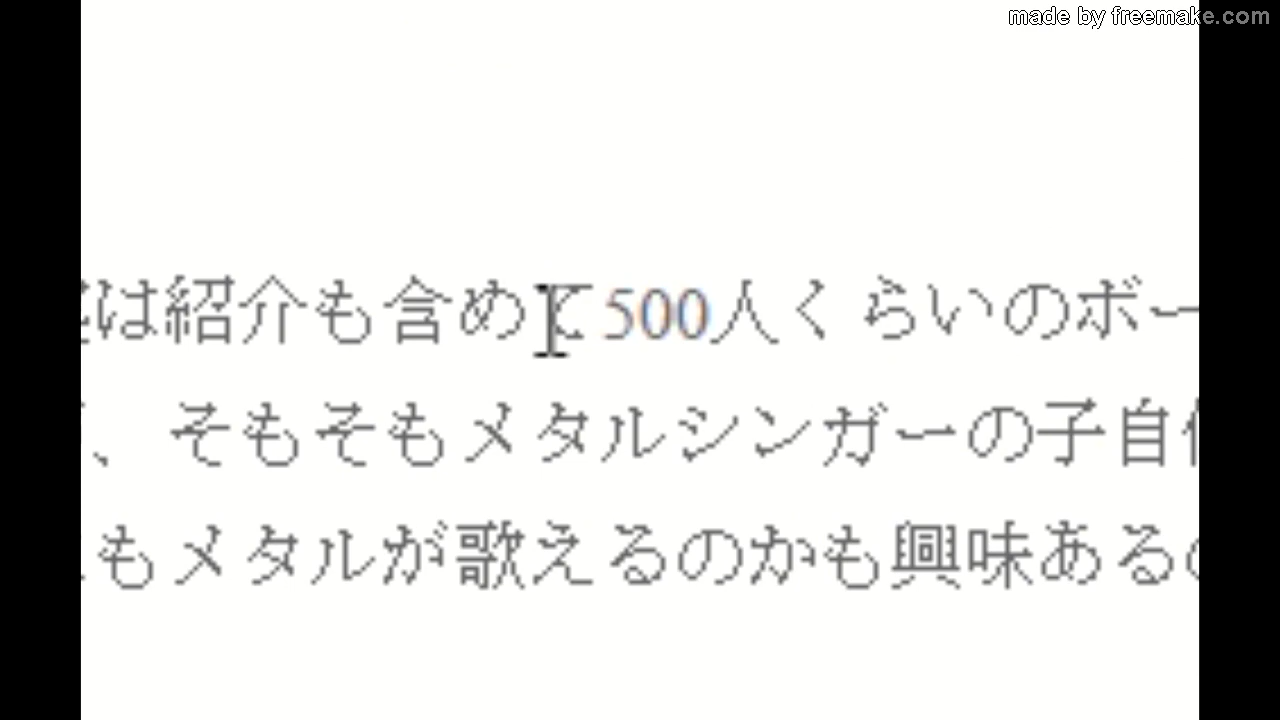 made by freemake.com
は紹介も含めて500人くらいのボー
、そもそもメタルシンガーの子自
もメタルが歌えるのかも興味ある